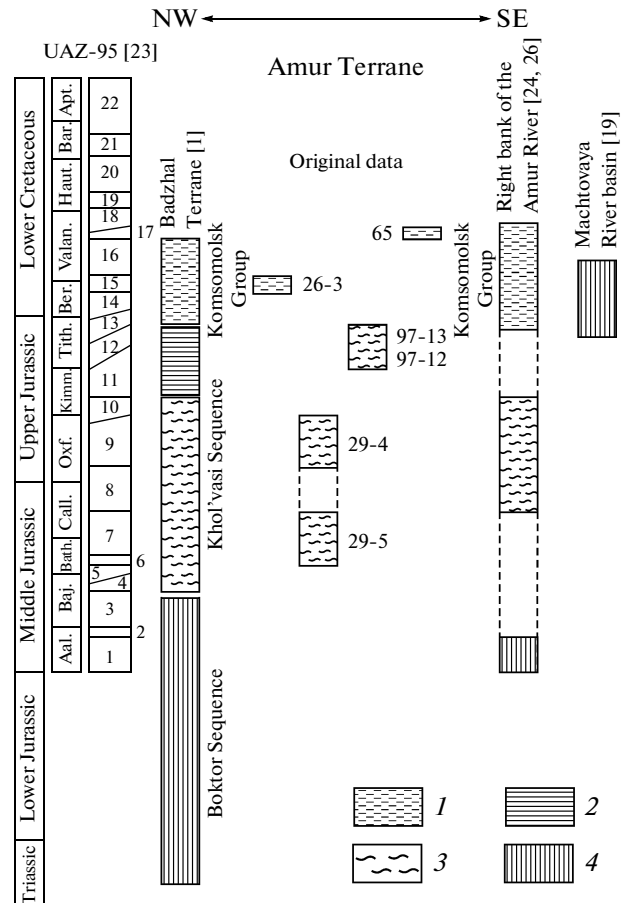 NW SE
UAZ-95 [23]
Amur Terrane
Original data
Lower Cretaceous
Upper Jurassic
Middle Jurassic
Lower Jurassic
Triassic
Apt.
Bar.
Haut.
Valan.
Ber.
Tith.
Kimm.
Oxf.
Call.
Bath.
Baj.
Aal.
22
21
20
19
18
17
16
15
14
13
12
11
10
9
8
7
6
5
4
3
2
1
Badzhal
Terrane [1]
Komsomolsk
Group
Khol'vasi Sequence
Boktor Sequence
26-3
65
97-13
97-12
29-4
29-5
Komsomolsk
Group
Right bank of the
Amur River [24, 26]
Machtovaya
River basin [19]
1
2
3
4